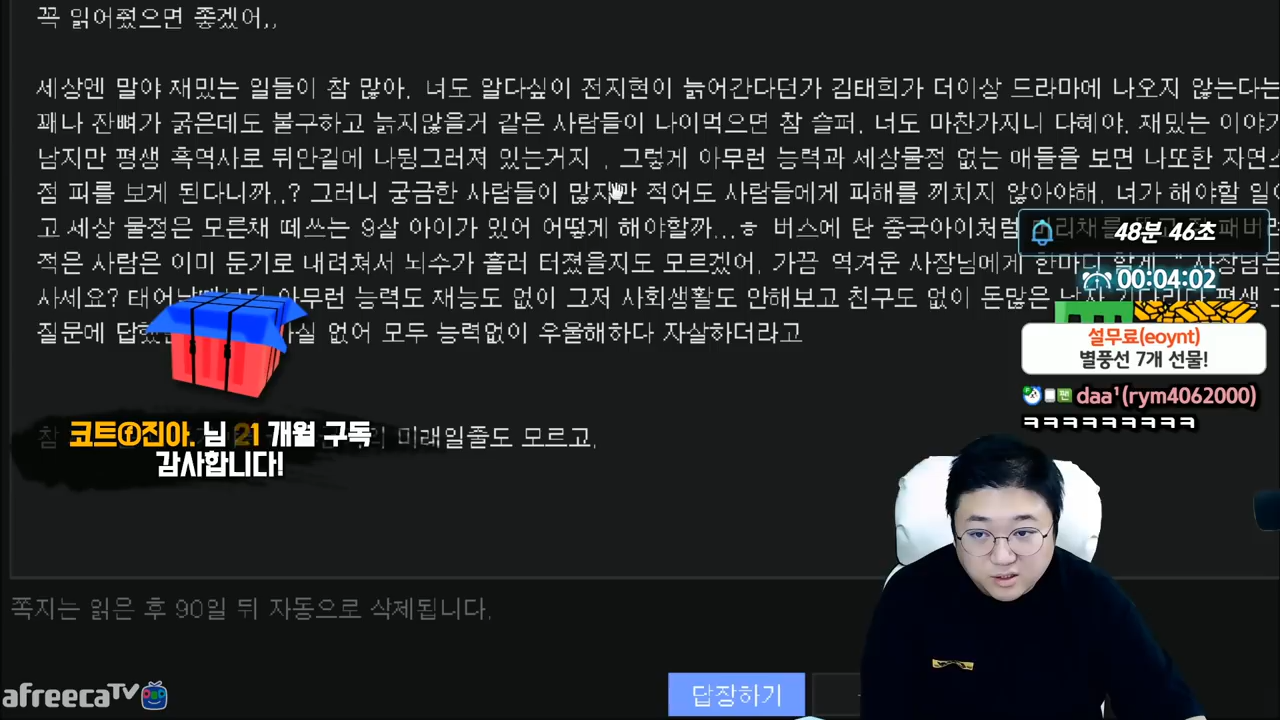 꼭 읽어줬으면 좋겠어,,
세상엔 말야 재밌는 일들이 참 많아. 너도 알다싶이 전지현이 늙어간다던가 김태희가 더이상 드라마에 나오지 않는다는
꽤나 잔뼈가 굵은데도 불구하고 늙지않을거 같은 사람들이 나이먹으면 참 슬퍼. 너도 마찬가지니 다혜야. 재밌는 이야기
남지만 평생 흑역사로 뒤안길에 나뒹그러져 있는거지 , 그렇게 아무런 능력과 세상물정 없는 애들을 보면 나또한 자연스
점 피를 보게 된다니까,,? 그러니 궁금한 사람들이 많지만 적어도 사람들에게 피해를 끼치지 않아야해. 너가 해야할 일
고 세상 물정은 모른채 떼쓰는 9살 아이가 있어 어떻게 해야할까...ㅎ 버스에 탄 중국아이처럼
적은 사람은 이미 둔기로 내려쳐서 뇌수가 흘러 터졌을지도 모르겠어. 가끔 역겨운 사장님에게 한마디 할게. " 사장님은
사세요? 아무런 능력도 재능도 없이 그저 사회생활도 안해보고 친구도 없이 돈많은 남자 기다리다 평생
질문에 없어 모두 능력없이 우울해하다 자살하더라고
48분 46초
00:04:02
설무료(eoynt)
별풍선 7개 선물!
daa¹(rym4062000)
ㅋㅋㅋㅋㅋㅋㅋㅋㅋ
참 미래일줄도 모르고.
코트ⓕ진아. 님 21 개월 구독
감사합니다!
쪽지는 읽은 후 90일 뒤 자동으로 삭제됩니다.
답장하기
afreecaTV